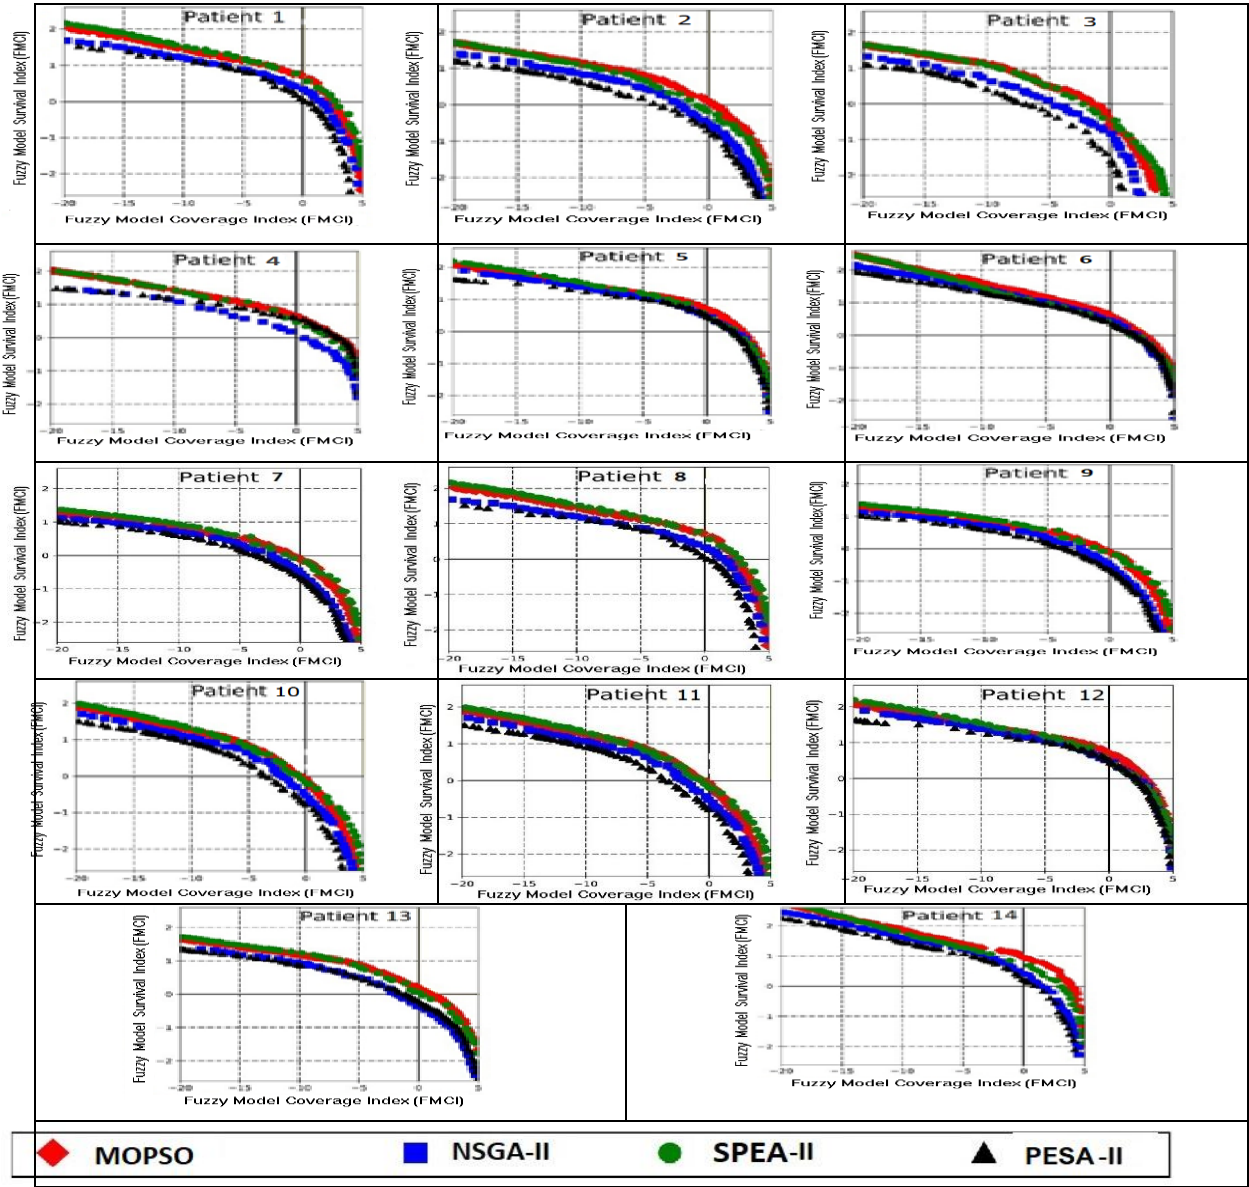 Patient 1
Patient 2
Patient 3
Fuzzy Model Survival Index (FMCI)
Fuzzy Model Survival Index (FMCI)
Fuzzy Model Survival Index (FMCI)
Fuzzy Model Coverage Index (FMCI)
Fuzzy Model Coverage Index (FMCI)
Fuzzy Model Coverage Index (FMCI)
Patient 4
Patient 5
Patient 6
Fuzzy Model Survival Index (FMCI)
Fuzzy Model Survival Index (FMCI)
Fuzzy Model Survival Index (FMCI)
Fuzzy Model Coverage Index (FMCI)
Fuzzy Model Coverage Index (FMCI)
Fuzzy Model Coverage Index (FMCI)
Patient 7
Patient 8
Patient 9
Fuzzy Model Survival Index (FMCI)
Fuzzy Model Survival Index (FMCI)
Fuzzy Model Survival Index (FMCI)
Fuzzy Model Coverage Index (FMCI)
Fuzzy Model Coverage Index (FMCI)
Fuzzy Model Coverage Index (FMCI)
Patient 10
Patient 11
Patient 12
Fuzzy Model Survival Index (FMCI)
Fuzzy Model Survival Index (FMCI)
Fuzzy Model Survival Index (FMCI)
Fuzzy Model Coverage Index (FMCI)
Fuzzy Model Coverage Index (FMCI)
Fuzzy Model Coverage Index (FMCI)
Patient 13
Patient 14
Fuzzy Model Survival Index (FMCI)
Fuzzy Model Survival Index (FMCI)
Fuzzy Model Coverage Index (FMCI)
Fuzzy Model Coverage Index (FMCI)
MOPSO NSGA-II SPEA-II PESA-II